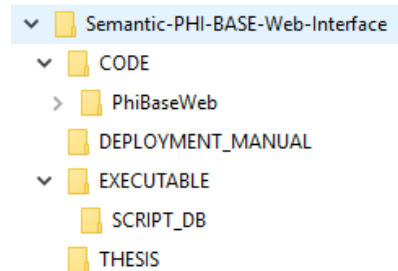 Semantic-PHI-BASE-Web-Interface
CODE
PhiBaseWeb
DEPLOYMENT_MANUAL
EXECUTABLE
SCRIPT_DB
THESIS